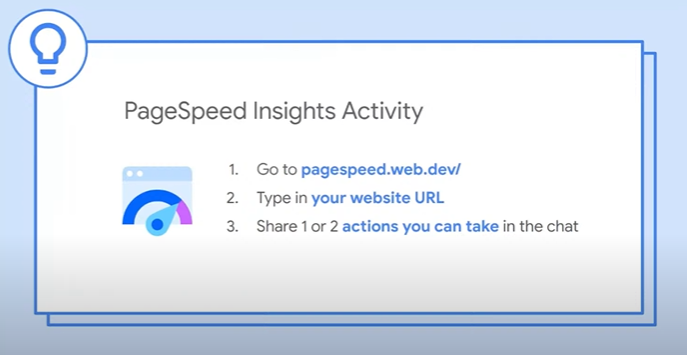 PageSpeed Insights Activity
1. Go to pagespeed.web.dev/
2. Type in your website URL
3. Share 1 or 2 actions you can take in the chat